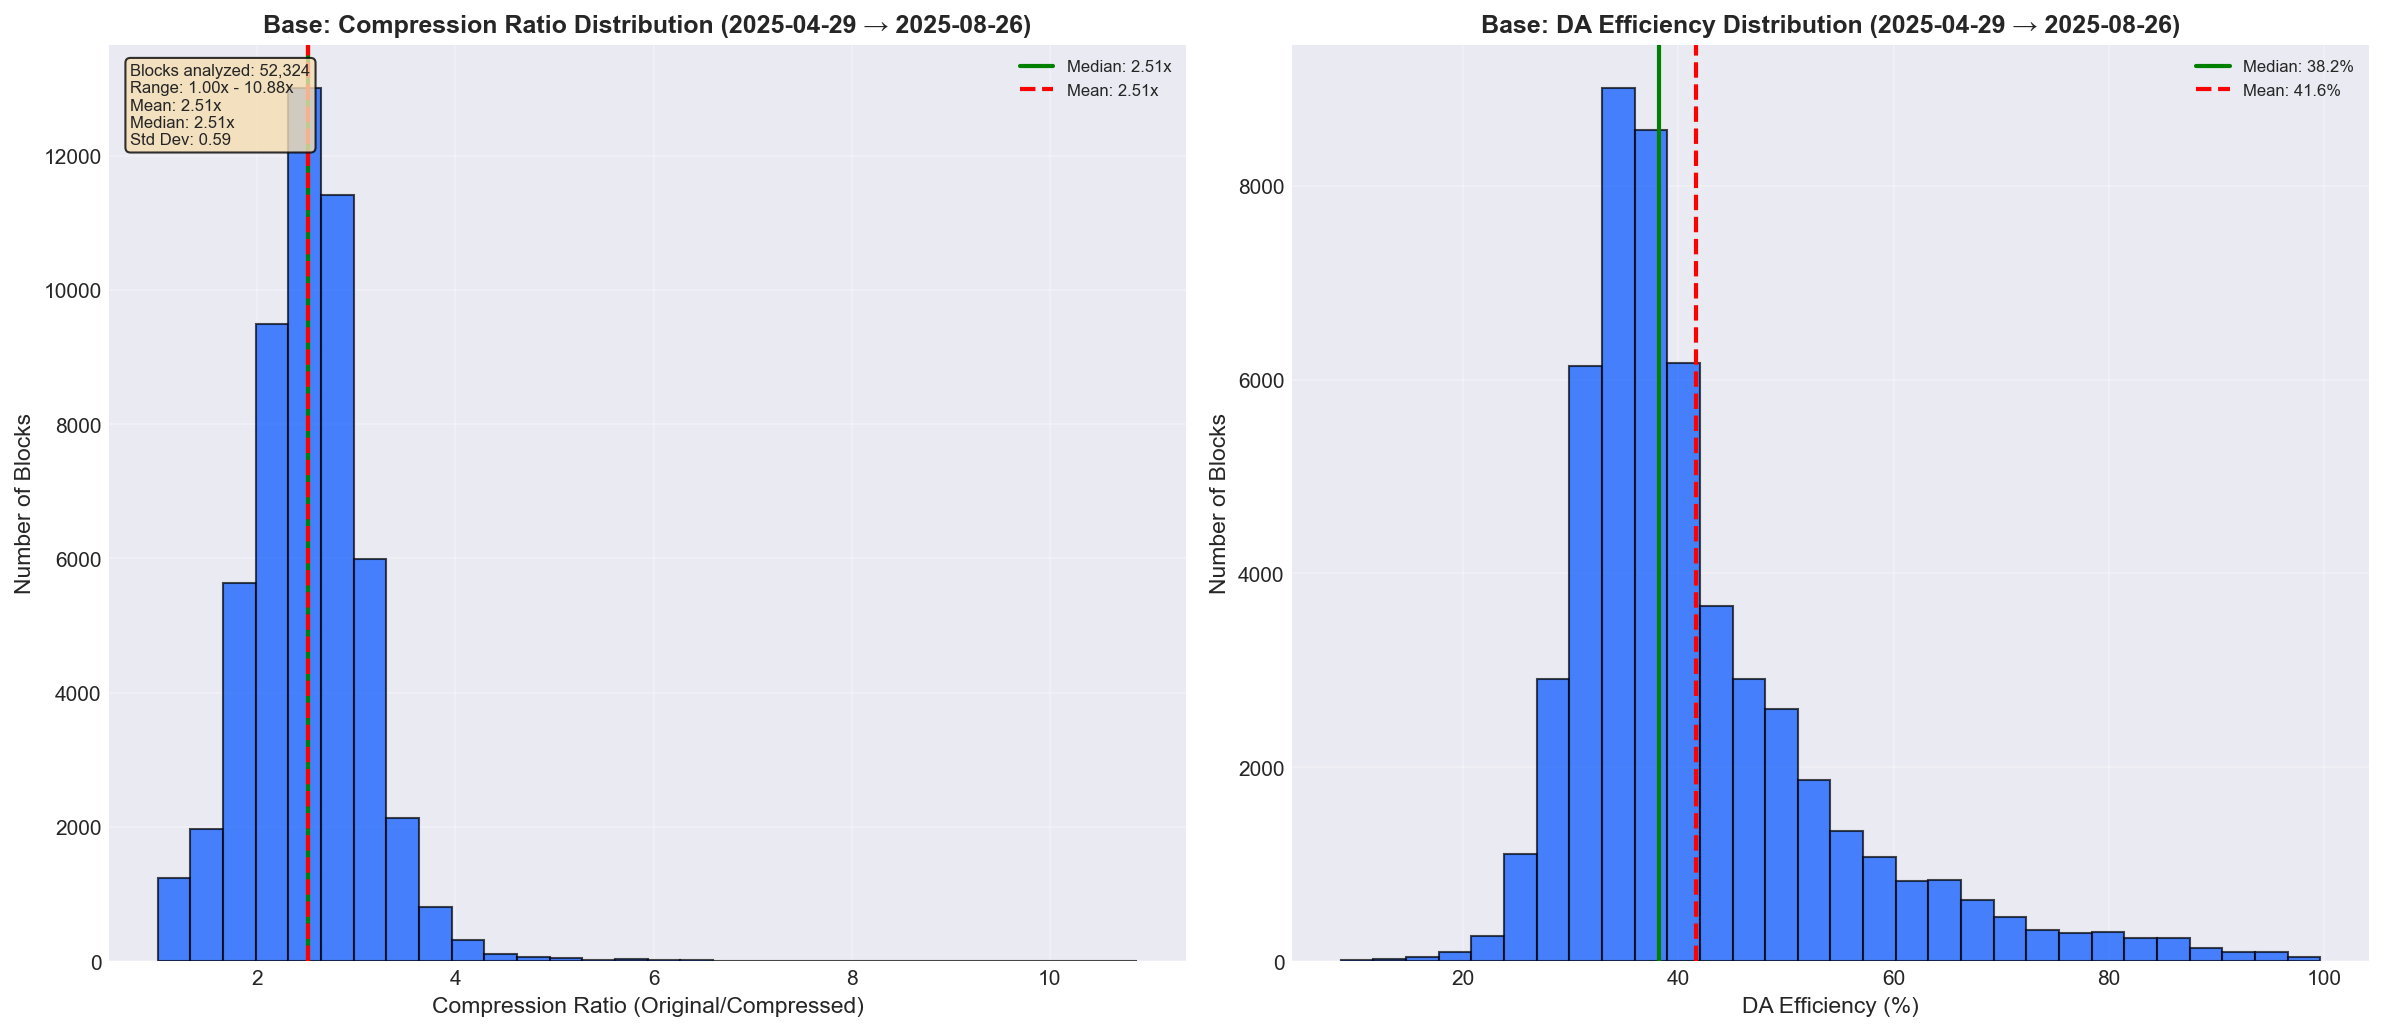 Base: Compression Ratio Distribution (2025-04-29 → 2025-08-26)
Blocks analyzed: 52,324
Range: 1.00x - 10.88x
Mean: 2.51x
Median: 2.51x
Std Dev: 0.59
Median: 2.51x
Mean: 2.51x
Number of Blocks
12000
10000
8000
6000
4000
2000
0
2 4 6 8 10
Compression Ratio (Original/Compressed)
Base: DA Efficiency Distribution (2025-04-29 → 2025-08-26)
Median: 38.2%
Mean: 41.6%
Number of Blocks
8000
6000
4000
2000
0
20 40 60 80 100
DA Efficiency (%)